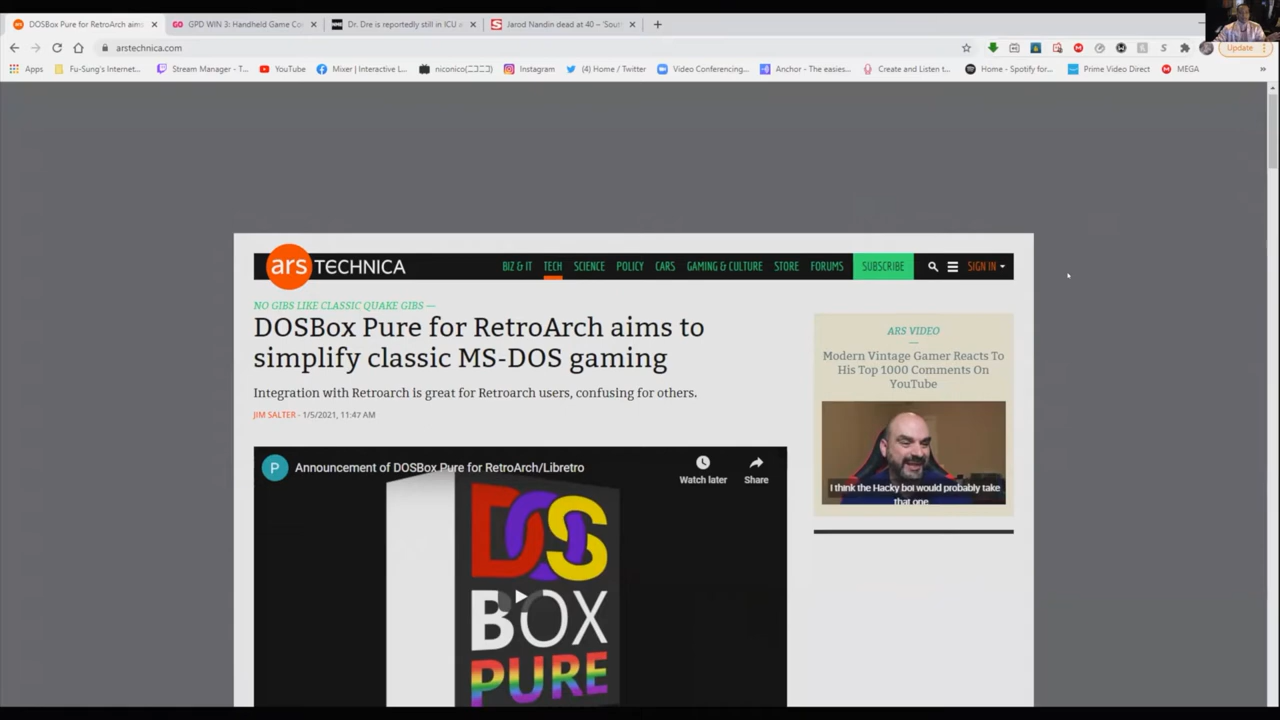 DOSBox Pure for RetroArch aims
GPD WIN 3: Handheld Game Co
Dr. Dre is reportedly still in ICU
Jarod Nandin dead at 40 – 'Sout
arstechnica.com
Update
Apps
Fu-Sung's Internet...
Stream Manager - T...
YouTube
Mixer | Interactive L...
niconico(ニコニコ)
Instagram
(4) Home / Twitter
Video Conferencing...
Anchor - The easies...
Create and Listen t...
Home - Spotify for...
Prime Video Direct
MEGA
ars TECHNICA
BIZ & IT TECH SCIENCE POLICY CARS GAMING & CULTURE STORE FORUMS SUBSCRIBE SIGN IN
NO GIBS LIKE CLASSIC QUAKE GIBS —
DOSBox Pure for RetroArch aims to
simplify classic MS-DOS gaming
Integration with Retroarch is great for Retroarch users, confusing for others.
JIM SALTER - 1/5/2021, 11:47 AM
P Announcement of DOSBox Pure for RetroArch/Libretro
Watch later
Share
DOS
BOX
PURE
ARS VIDEO
Modern Vintage Gamer Reacts To
His Top 1000 Comments On
YouTube
I think the Hacky boi would probably take
that one